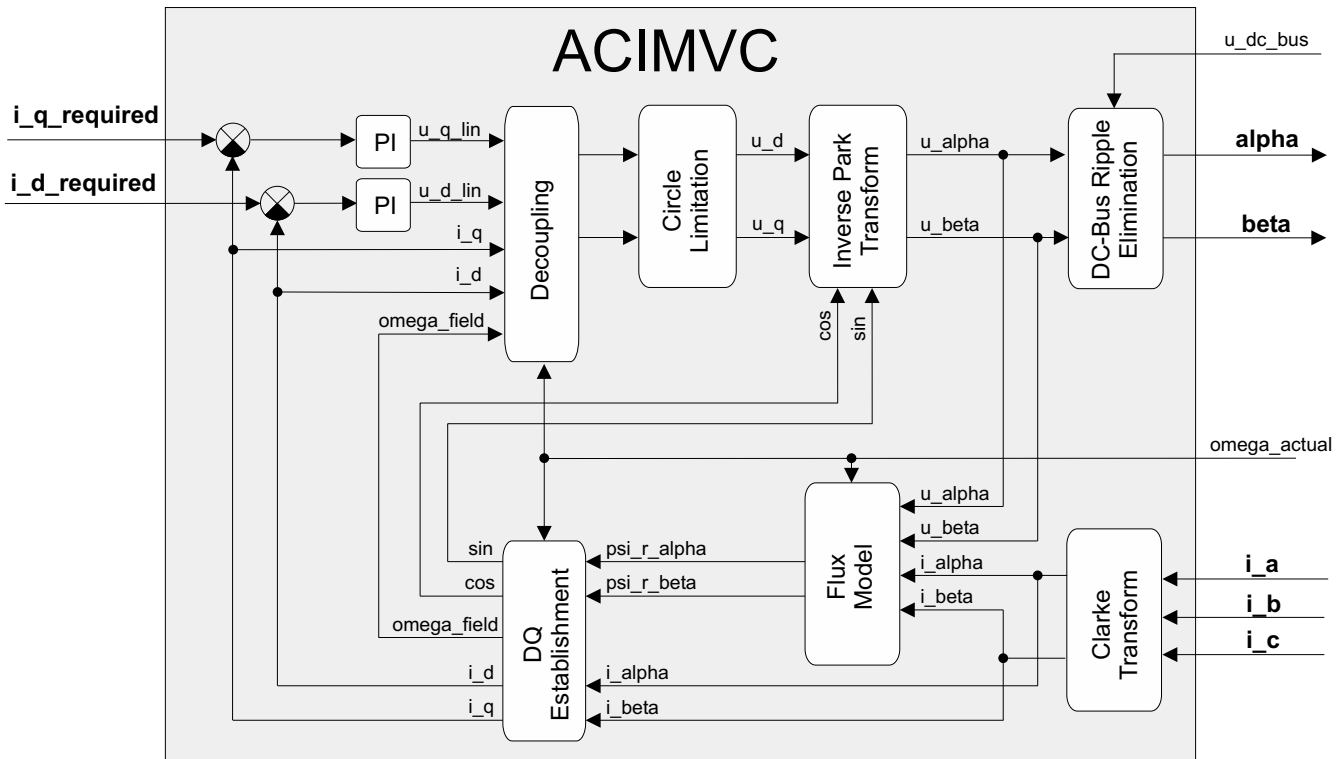 ACIMVC
u_dc_bus
i_q_required
PI
u_q_lin
i_d_required
PI
u_d_lin
i_q
i_d
omega_field
Decoupling
Circle
Limitation
u_d
u_q
Inverse Park
Transform
u_alpha
u_beta
DC-Bus Ripple
Elimination
alpha
beta
cos
sin
omega_actual
u_alpha
u_beta
i_alpha
i_beta
Flux
Model
psi_r_alpha
psi_r_beta
sin
cos
omega_field
i_d
i_q
DQ
Establishment
i_alpha
i_beta
Clarke
Transform
i_a
i_b
i_c